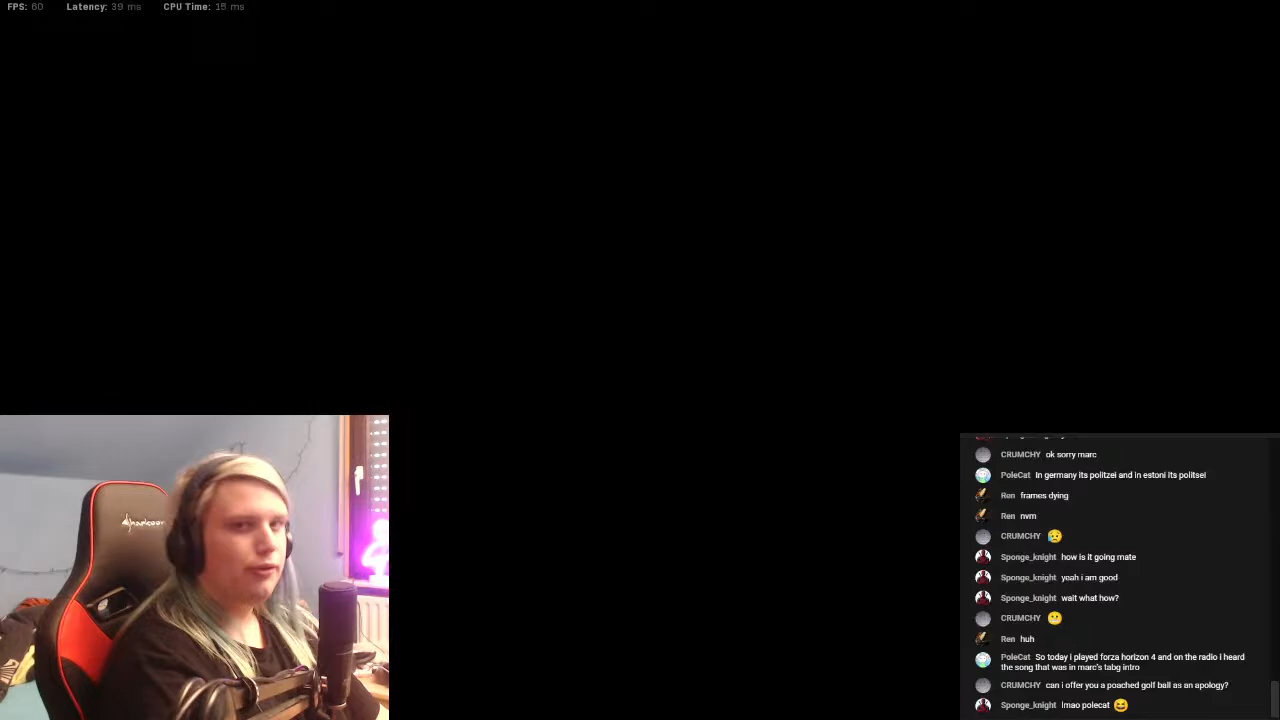 FPS: 60 Latency: 39 ms CPU Time: 18 ms
CRUMCHY ok sorry marc
PoleCat In germany its politzei and in estoni its politsei
Ren frames dying
Ren nvm
CRUMCHY 😥
Sponge_knight how is it going mate
Sponge_knight yeah i am good
Sponge_knight wait what how?
CRUMCHY 😬
Ren huh
PoleCat So today i played forza horizon 4 and on the radio i heard
the song that was in marc's tabg intro
CRUMCHY can i offer you a poached golf ball as an apology?
Sponge_knight lmao polecat 😆
Sharkoon